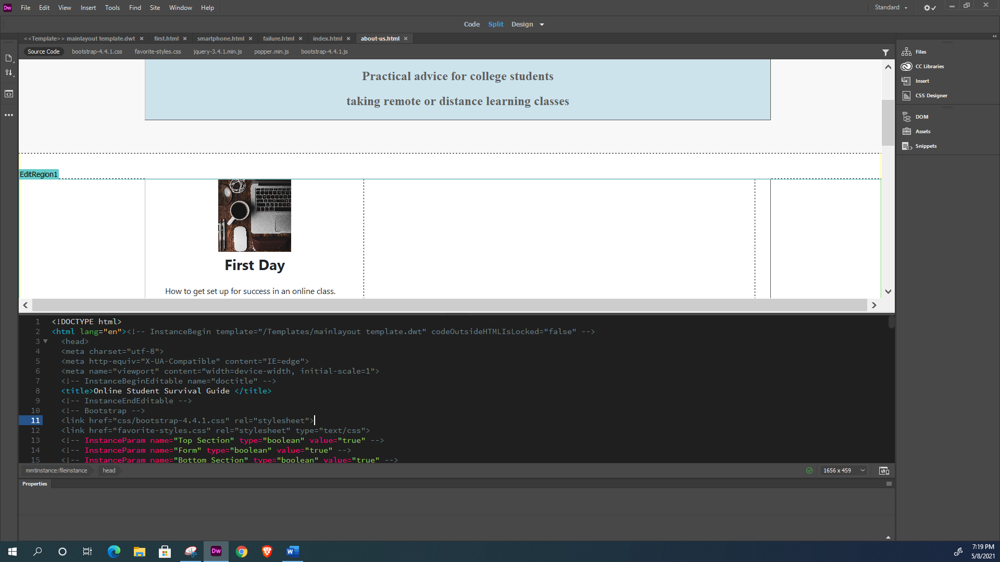 Dw File Edit View Insert Tools Find Site Window Help Standard
Code Split Design
<<Template>> mainlayout template.dwt × first.html × smartphone.html × failure.html × index.html × about-us.html ×
Source Code bootstrap-4.4.1.css favorite-styles.css jquery-3.4.1.min.js popper.min.js bootstrap-4.4.1.js
Practical advice for college students
taking remote or distance learning classes
EditRegion1
First Day
How to get set up for success in an online class.
1 <!DOCTYPE html>
2 <html lang="en"><!-- InstanceBegin template="/Templates/mainlayout template.dwt" codeOutsideHTMLIsLocked="false" -->
3 <head>
4 <meta charset="utf-8">
5 <meta http-equiv="X-UA-Compatible" content="IE=edge">
6 <meta name="viewport" content="width=device-width, initial-scale=1">
7 <!-- InstanceBeginEditable name="doctitle" -->
8 <title>Online Student Survival Guide </title>
9 <!-- InstanceEndEditable -->
10 <!-- Bootstrap -->
11 <link href="css/bootstrap-4.4.1.css" rel="stylesheet">
12 <link href="favorite-styles.css" rel="stylesheet" type="text/css">
13 <!-- InstanceParam name="Top Section" type="boolean" value="true" -->
14 <!-- InstanceParam name="Form" type="boolean" value="true" -->
15 <!-- InstanceParam name="Bottom Section" type="boolean" value="true" -->
mmtinstance:fileinstance head 1656 x 459
Properties
Files
CC Libraries
Insert
CSS Designer
DOM
Assets
Snippets
Dw
W
7:19 PM
5/8/2021